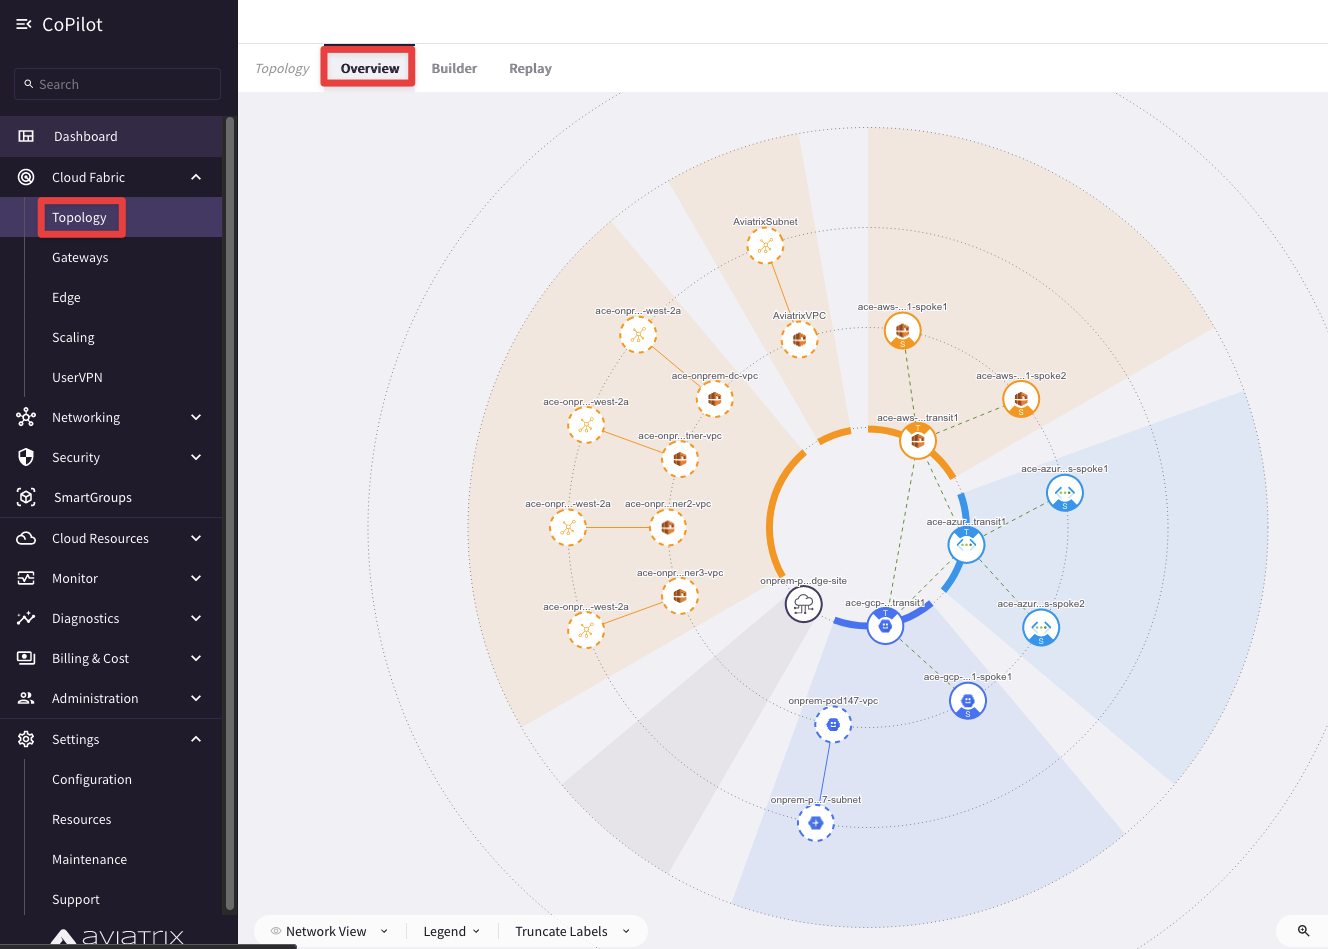 CoPilot
Search
Dashboard
Cloud Fabric
Topology
Gateways
Edge
Scaling
UserVPN
Networking
Security
SmartGroups
Cloud Resources
Monitor
Diagnostics
Billing & Cost
Administration
Settings
Configuration
Resources
Maintenance
Support
aviatrix
Topology Overview Builder Replay
AviatrixSubnet
ace-onpr...-west-2a
AviatrixVPC
ace-aws-...1-spoke1
S
ace-onprem-dc-vpc
ace-aws-...1-spoke2
S
ace-onpr...-west-2a
ace-aws-...transit1
T
ace-onpr...tner-vpc
ace-azur...s-spoke1
S
ace-onpr...-west-2a
ace-onpr...ner2-vpc
ace-azur...transit1
T
ace-onpr...ner3-vpc
onprem-p...dge-site
ace-onpr...-west-2a
ace-gcp-...transit1
T
ace-azur...s-spoke2
S
ace-gcp-...1-spoke1
S
onprem-pod147-vpc
onprem-p...7-subnet
Network View Legend Truncate Labels